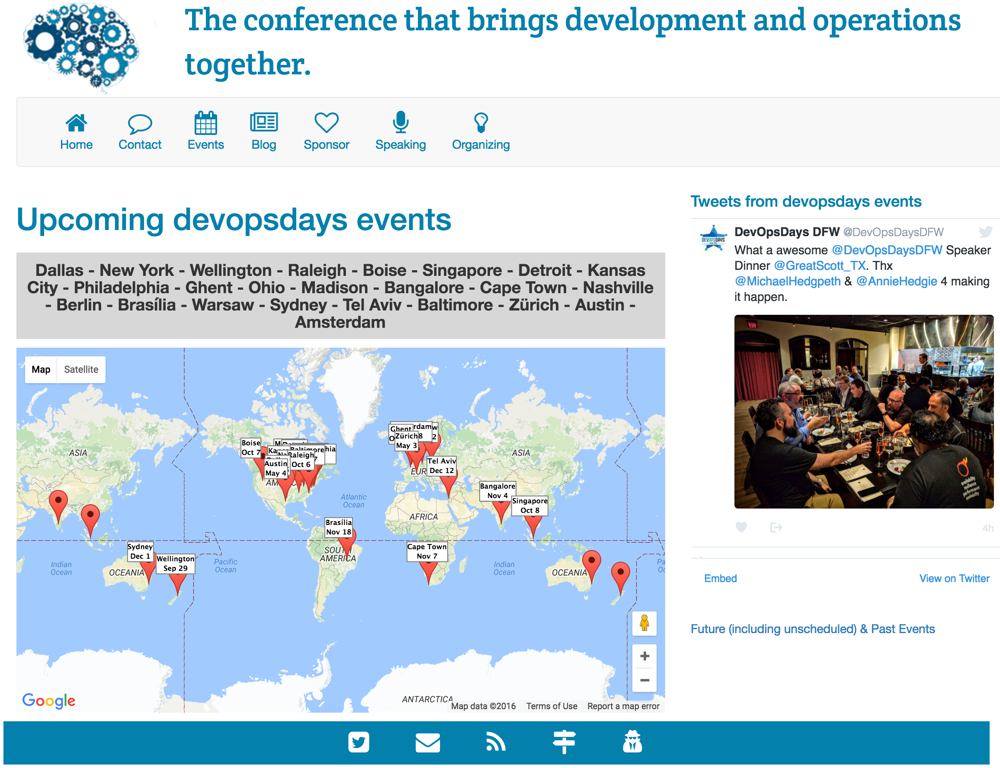 The conference that brings development and operations
together.
Home
Contact
Events
Blog
Sponsor
Speaking
Organizing
Upcoming devopsdays events
Dallas - New York - Wellington - Raleigh - Boise - Singapore - Detroit - Kansas
City - Philadelphia - Ghent - Ohio - Madison - Bangalore - Cape Town - Nashville
- Berlin - Brasília - Warsaw - Sydney - Tel Aviv - Baltimore - Zürich - Austin -
Amsterdam
Map
Satellite
ASIA
Boise
Oct 7
Baltimore
Raleigh
Oct 6
Austin
May 4
Ghent
Zürich
May 3
Tel Aviv
Dec 12
ASIA
Bangalore
Nov 4
Singapore
Oct 8
Atlantic
Ocean
AFRICA
Brasília
Nov 18
SOUTH
AMERICA
Cape Town
Nov 7
Sydney
Dec 1
Wellington
Sep 29
Indian
Ocean
OCEANIA
Pacific
Ocean
Indian
Ocean
OCEANIA
ANTARCTICA
Google
Map data ©2016
Terms of Use
Report a map error
Tweets from devopsdays events
DEVOPSDAYS
DevOpsDays DFW @DevOpsDaysDFW
What a awesome @DevOpsDaysDFW Speaker
Dinner @GreatScott_TX. Thx
@MichaelHedgpeth & @AnnieHedgie 4 making
it happen.
EXIT
availability
resilience
performance
scalability
4h
Embed
View on Twitter
Future (including unscheduled) & Past Events